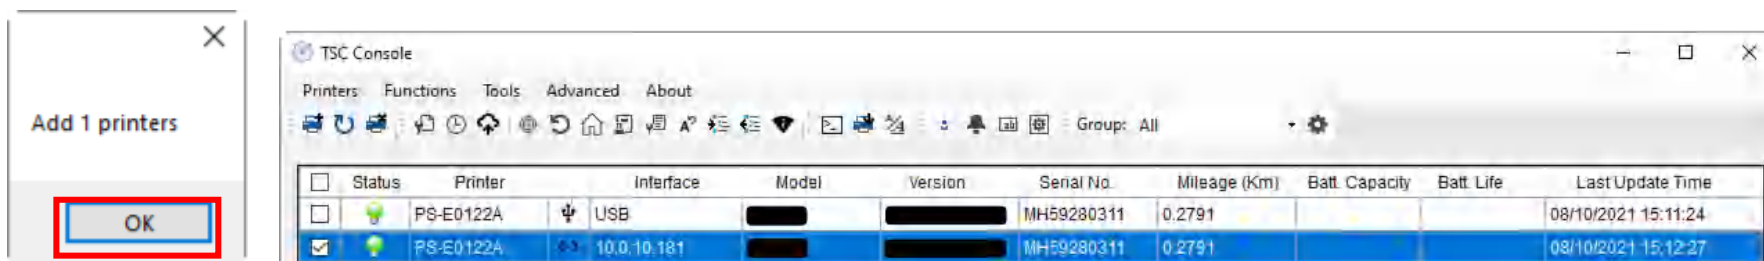 Add 1 printers
OK
TSC Console
Printers Functions Tools Advanced About
Group: All
Status Printer Interface Model Version Serial No. Mileage (Km) Batt. Capacity Batt. Life Last Update Time
PS-E0122A USB MH59280311 0.2791 08/10/2021 15:11:24
PS-E0122A 10.0.10.181 MH59280311 0.2791 08/10/2021 15:12:27